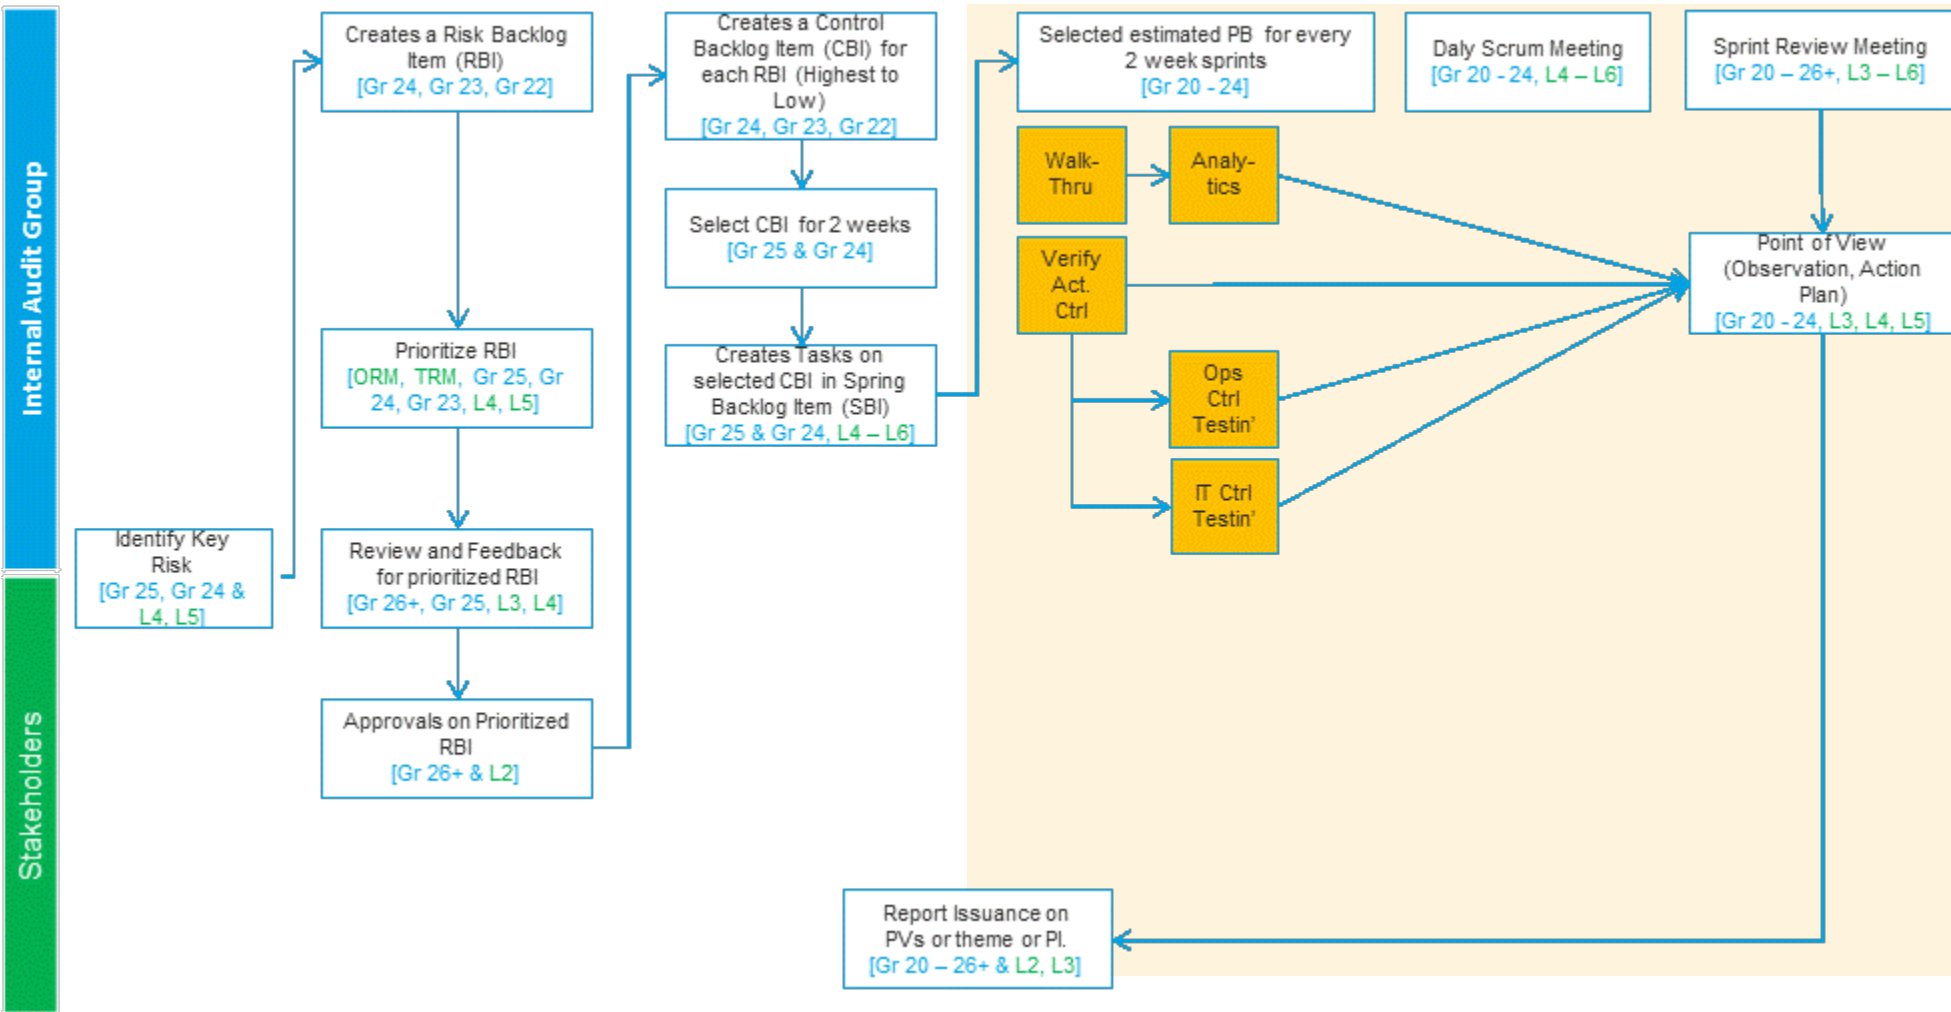 Internal Audit Group
Stakeholders
Identify Key
Risk
[Gr 25, Gr 24 &
L4, L5]
Creates a Risk Backlog
Item (RBI)
[Gr 24, Gr 23, Gr 22]
Prioritize RBI
[ORM, TRM, Gr 25, Gr
24, Gr 23, L4, L5]
Review and Feedback
for prioritized RBI
[Gr 26+, Gr 25, L3, L4]
Approvals on Prioritized
RBI
[Gr 26+ & L2]
Creates a Control
Backlog Item (CBI) for
each RBI (Highest to
Low)
[Gr 24, Gr 23, Gr 22]
Select CBI for 2 weeks
[Gr 25 & Gr 24]
Creates Tasks on
selected CBI in Spring
Backlog Item (SBI)
[Gr 25 & Gr 24, L4 – L6]
Selected estimated PB for every
2 week sprints
[Gr 20 - 24]
Daly Scrum Meeting
[Gr 20 - 24, L4 – L6]
Sprint Review Meeting
[Gr 20 – 26+, L3 – L6]
Walk-
Thru
Analy-
tics
Verify
Act.
Ctrl
Ops
Ctrl
Testin’
IT Ctrl
Testin’
Point of View
(Observation, Action
Plan)
[Gr 20 - 24, L3, L4, L5]
Report Issuance on
PVs or theme or PI.
[Gr 20 – 26+ & L2, L3]